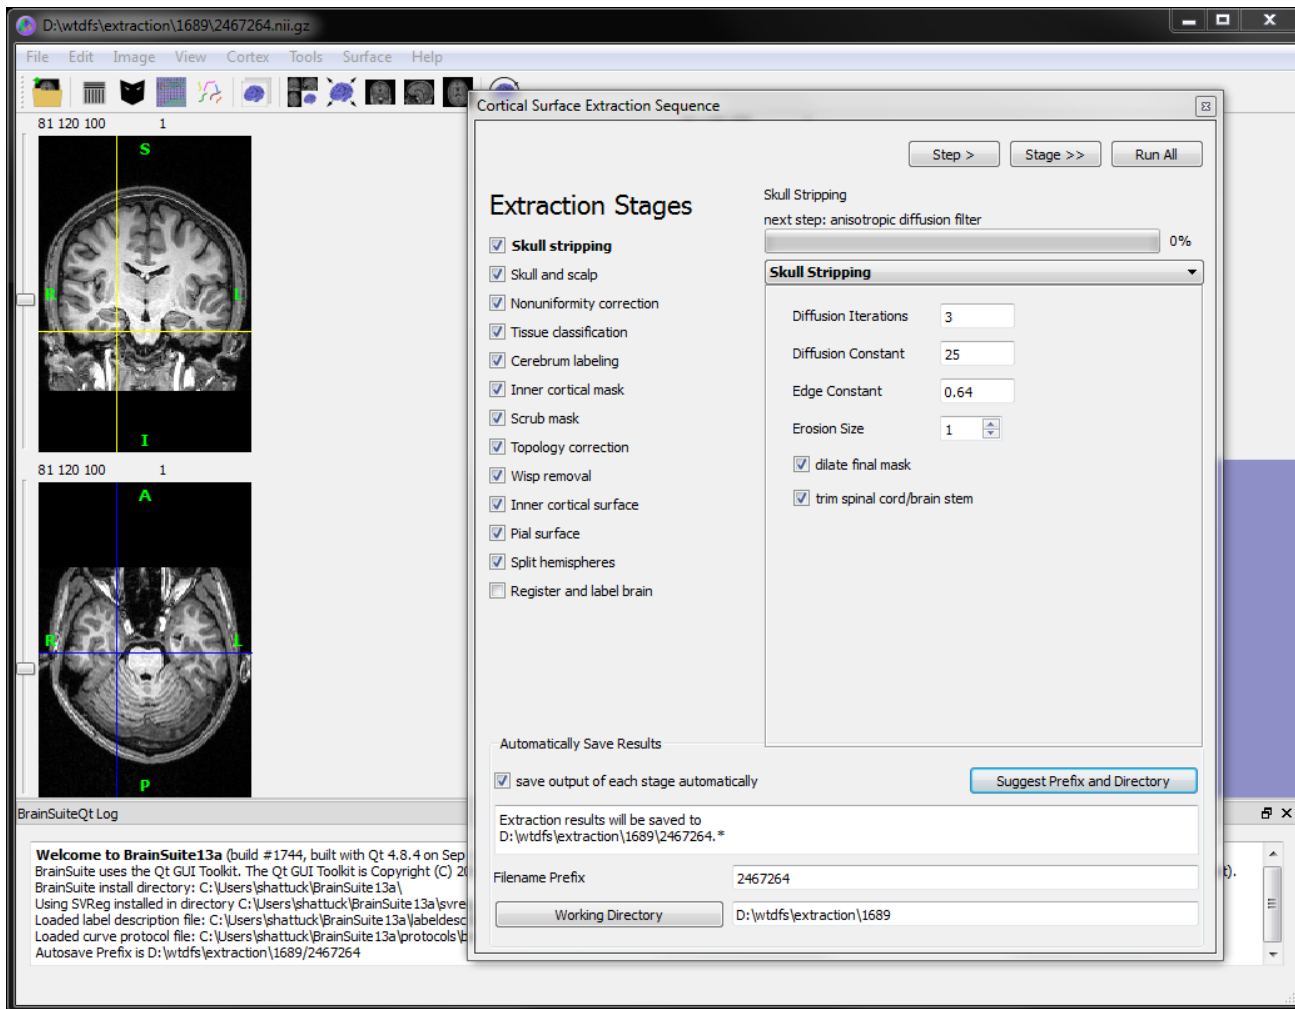 D:\wtdfs\extraction\1689\2467264.nii.gz
File Edit Image View Cortex Tools Surface Help
81 120 100 1
S
R L
I
81 120 100 1
A
R L
P
Cortical Surface Extraction Sequence
Step > Stage >> Run All
Extraction Stages
Skull stripping
Skull and scalp
Nonuniformity correction
Tissue classification
Cerebrum labeling
Inner cortical mask
Scrub mask
Topology correction
Wisp removal
Inner cortical surface
Pial surface
Split hemispheres
Register and label brain
Skull Stripping
next step: anisotropic diffusion filter
0%
Skull Stripping
Diffusion Iterations 3
Diffusion Constant 25
Edge Constant 0.64
Erosion Size 1
dilate final mask
trim spinal cord/brain stem
Automatically Save Results
save output of each stage automatically
Suggest Prefix and Directory
Extraction results will be saved to
D:\wtdfs\extraction\1689\2467264.*
Filename Prefix 2467264
Working Directory D:\wtdfs\extraction\1689
BrainSuiteQt Log
Welcome to BrainSuite13a (build #1744, built with Qt 4.8.4 on Sep
BrainSuite uses the Qt GUI Toolkit. The Qt GUI Toolkit is Copyright (C) 20 t).
BrainSuite install directory: C:\Users\shattuck\BrainSuite13a\
Using SVReg installed in directory C:\Users\shattuck\BrainSuite13a\svre
Loaded label description file: C:\Users\shattuck\BrainSuite13a\labeldesc
Loaded curve protocol file: C:\Users\shattuck\BrainSuite13a\protocols\b
Autosave Prefix is D:\wtdfs\extraction\1689/2467264